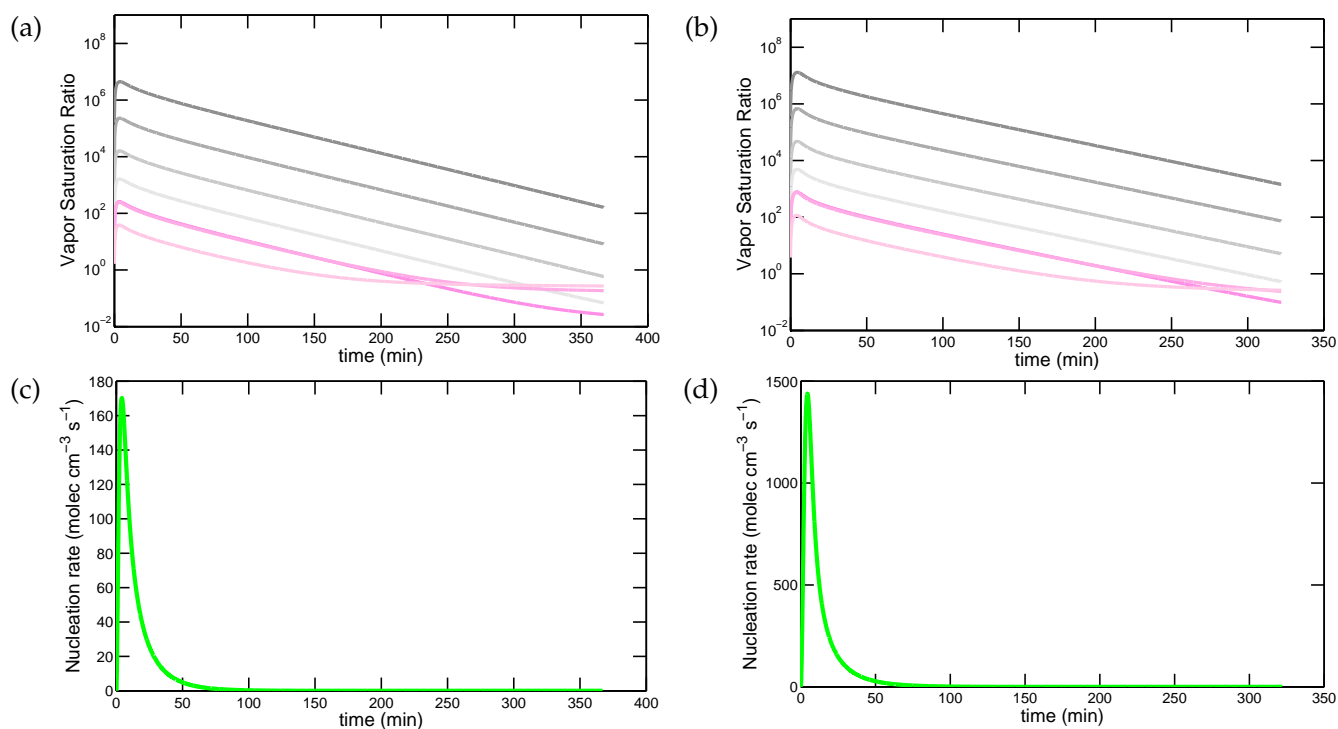 (a)
Vapor Saturation Ratio
10^8
10^6
10^4
10^2
10^0
10^−2
0 50 100 150 200 250 300 350 400
time (min)
(b)
Vapor Saturation Ratio
10^8
10^6
10^4
10^2
10^0
10^−2
0 50 100 150 200 250 300 350
time (min)
(c)
Nucleation rate (molec cm^−3 s^−1)
180
160
140
120
100
80
60
40
20
0
0 50 100 150 200 250 300 350 400
time (min)
(d)
Nucleation rate (molec cm^−3 s^−1)
1500
1000
500
0
0 50 100 150 200 250 300 350
time (min)